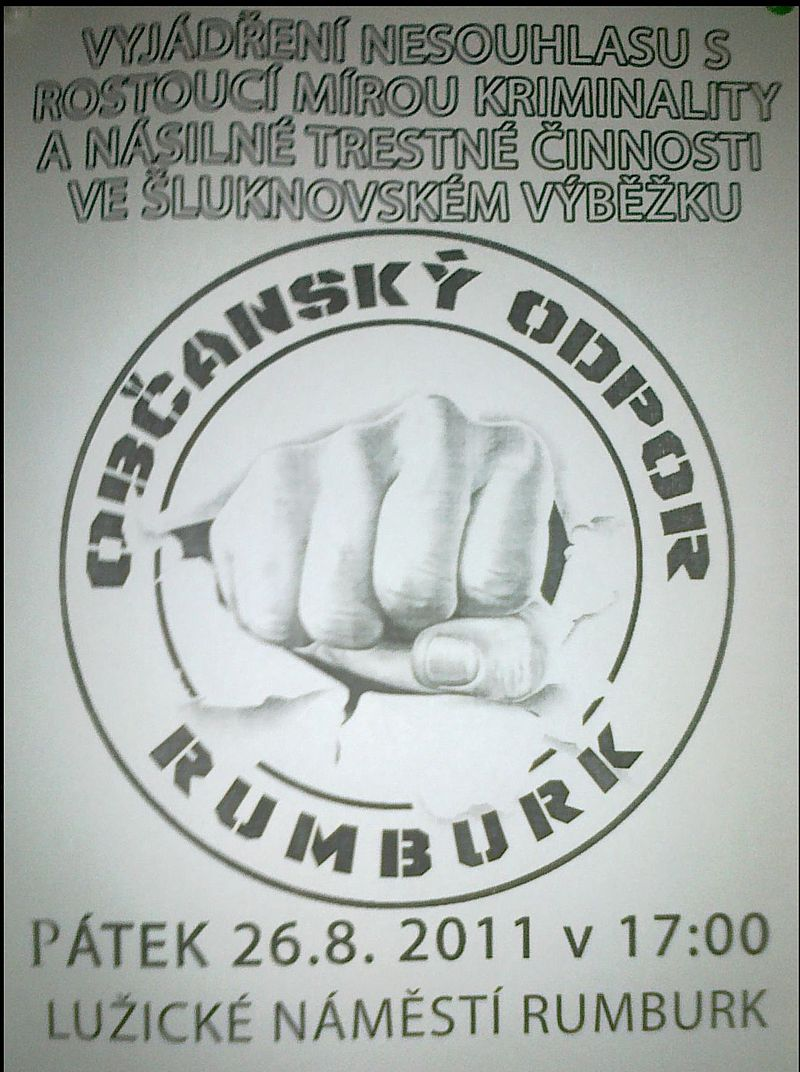 VYJÁDŘENÍ NESOUHLASU S
ROSTOUCÍ MÍROU KRIMINALITY
A NÁSILNÉ TRESTNÉ ČINNOSTI
VE ŠLUKNOVSKÉM VÝBĚŽKU
OBČANSKÝ ODPOR
RUMBURK
PÁTEK 26.8. 2011 v 17:00
LUŽICKÉ NÁMĚSTÍ RUMBURK